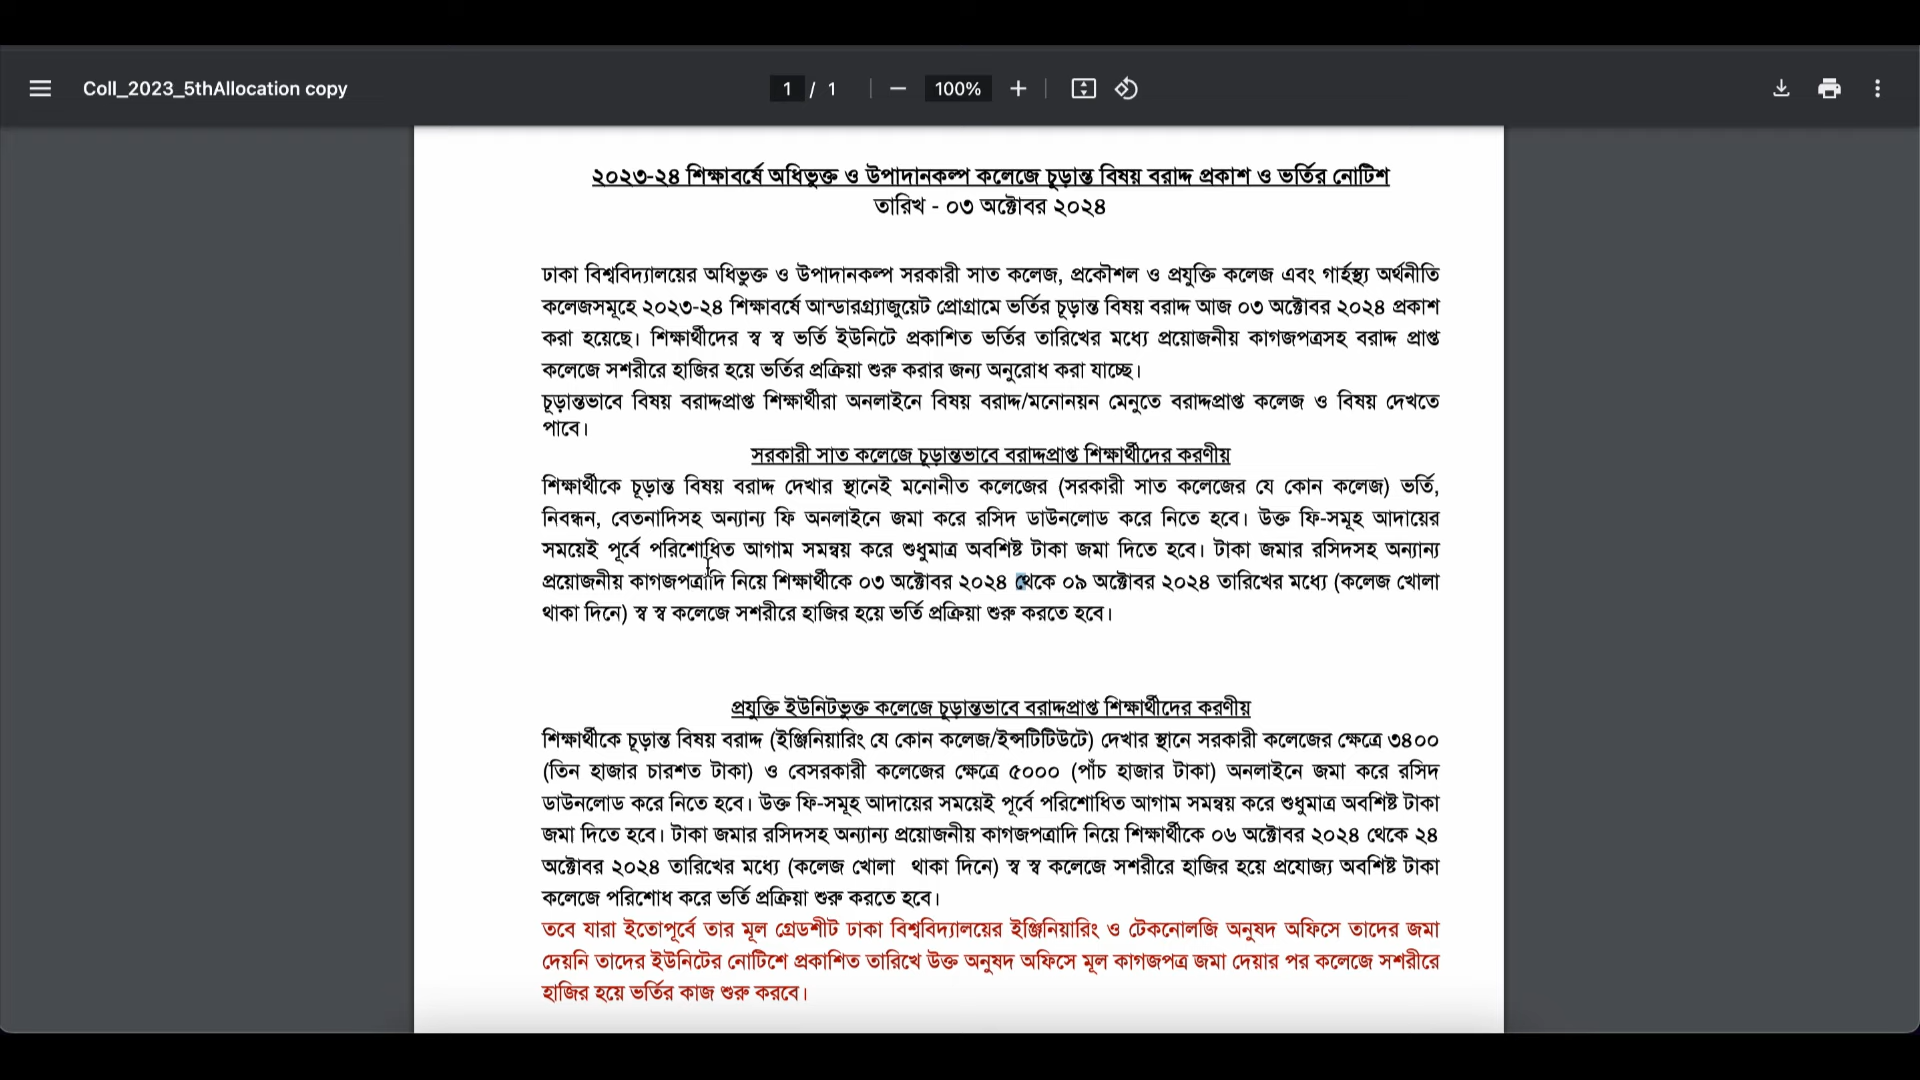 Coll_2023_5thAllocation copy
1 / 1
100%
২০২৩-২৪ শিক্ষাবর্ষে অধিভুক্ত ও উপাদানকল্প কলেজে চূড়ান্ত বিষয় বরাদ্দ প্রকাশ ও ভর্তির নোটিশ
তারিখ - ০৩ অক্টোবর ২০২৪
ঢাকা বিশ্ববিদ্যালয়ের অধিভুক্ত ও উপাদানকল্প সরকারী সাত কলেজ, প্রকৌশল ও প্রযুক্তি কলেজ এবং গার্হস্থ্য অর্থনীতি
কলেজসমূহে ২০২৩-২৪ শিক্ষাবর্ষে আন্ডারগ্র্যাজুয়েট প্রোগ্রামে ভর্তির চূড়ান্ত বিষয় বরাদ্দ আজ ০৩ অক্টোবর ২০২৪ প্রকাশ
করা হয়েছে। শিক্ষার্থীদের স্ব স্ব ভর্তি ইউনিটে প্রকাশিত ভর্তির তারিখের মধ্যে প্রয়োজনীয় কাগজপত্রসহ বরাদ্দ প্রাপ্ত
কলেজে সশরীরে হাজির হয়ে ভর্তির প্রক্রিয়া শুরু করার জন্য অনুরোধ করা যাচ্ছে।
চূড়ান্তভাবে বিষয় বরাদ্দপ্রাপ্ত শিক্ষার্থীরা অনলাইনে বিষয় বরাদ্দ/মনোনয়ন মেনুতে বরাদ্দপ্রাপ্ত কলেজ ও বিষয় দেখতে
পাবে।
সরকারী সাত কলেজে চূড়ান্তভাবে বরাদ্দপ্রাপ্ত শিক্ষার্থীদের করণীয়
শিক্ষার্থীকে চূড়ান্ত বিষয় বরাদ্দ দেখার স্থানেই মনোনীত কলেজের (সরকারী সাত কলেজের যে কোন কলেজ) ভর্তি,
নিবন্ধন, বেতনাদিসহ অন্যান্য ফি অনলাইনে জমা করে রসিদ ডাউনলোড করে নিতে হবে। উক্ত ফি-সমূহ আদায়ের
সময়েই পূর্বে পরিশোধিত আগাম সমন্বয় করে শুধুমাত্র অবশিষ্ট টাকা জমা দিতে হবে। টাকা জমার রসিদসহ অন্যান্য
প্রয়োজনীয় কাগজপত্রাদি নিয়ে শিক্ষার্থীকে ০৩ অক্টোবর ২০২৪ থেকে ০৯ অক্টোবর ২০২৪ তারিখের মধ্যে (কলেজ খোলা
থাকা দিনে) স্ব স্ব কলেজে সশরীরে হাজির হয়ে ভর্তি প্রক্রিয়া শুরু করতে হবে।
প্রযুক্তি ইউনিটভুক্ত কলেজে চূড়ান্তভাবে বরাদ্দপ্রাপ্ত শিক্ষার্থীদের করণীয়
শিক্ষার্থীকে চূড়ান্ত বিষয় বরাদ্দ (ইঞ্জিনিয়ারিং যে কোন কলেজ/ইন্সটিটিউটে) দেখার স্থানে সরকারী কলেজের ক্ষেত্রে ৩৪০০
(তিন হাজার চারশত টাকা) ও বেসরকারী কলেজের ক্ষেত্রে ৫০০০ (পাঁচ হাজার টাকা) অনলাইনে জমা করে রসিদ
ডাউনলোড করে নিতে হবে। উক্ত ফি-সমূহ আদায়ের সময়েই পূর্বে পরিশোধিত আগাম সমন্বয় করে শুধুমাত্র অবশিষ্ট টাকা
জমা দিতে হবে। টাকা জমার রসিদসহ অন্যান্য প্রয়োজনীয় কাগজপত্রাদি নিয়ে শিক্ষার্থীকে ০৬ অক্টোবর ২০২৪ থেকে ২৪
অক্টোবর ২০২৪ তারিখের মধ্যে (কলেজ খোলা থাকা দিনে) স্ব স্ব কলেজে সশরীরে হাজির হয়ে প্রযোজ্য অবশিষ্ট টাকা
কলেজে পরিশোধ করে ভর্তি প্রক্রিয়া শুরু করতে হবে।
তবে যারা ইতোপূর্বে তার মূল গ্রেডশীট ঢাকা বিশ্ববিদ্যালয়ের ইঞ্জিনিয়ারিং ও টেকনোলজি অনুষদ অফিসে তাদের জমা
দেয়নি তাদের ইউনিটের নোটিশে প্রকাশিত তারিখে উক্ত অনুষদ অফিসে মূল কাগজপত্র জমা দেয়ার পর কলেজে সশরীরে
হাজির হয়ে ভর্তির কাজ শুরু করবে।